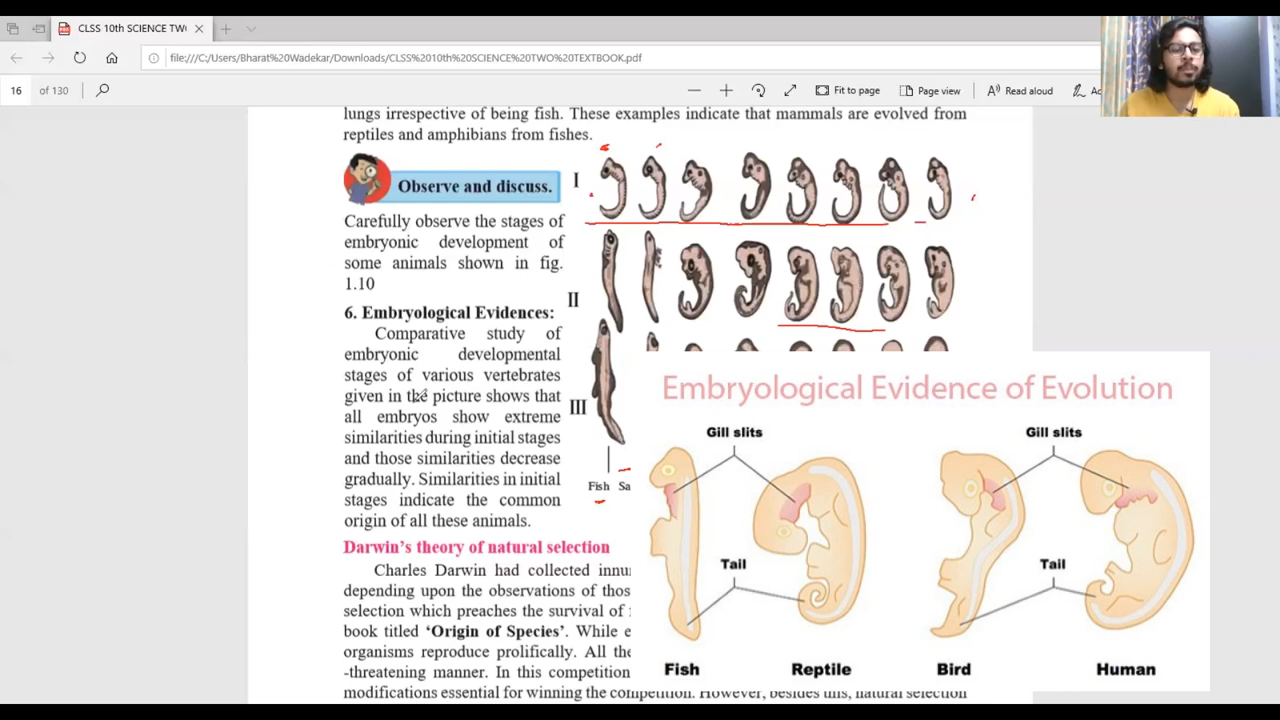 CLSS 10th SCIENCE TW
file:///C:/Users/Bharat%20Wadekar/Downloads/CLSS%2010th%20SCIENCE%20TWO%20TEXTBOOK.pdf
16 of 130
Fit to page
Page view
Read aloud
lungs irrespective of being fish. These examples indicate that mammals are evolved from
reptiles and amphibians from fishes.
Observe and discuss.
Carefully observe the stages of
embryonic development of
some animals shown in fig.
1.10
6. Embryological Evidences:
Comparative study of
embryonic developmental
stages of various vertebrates
given in the picture shows that
all embryos show extreme
similarities during initial stages
and those similarities decrease
gradually. Similarities in initial
stages indicate the common
origin of all these animals.
I
II
III
Fish Sa
Darwin's theory of natural selection
Charles Darwin had collected innu
depending upon the observations of thos
selection which preaches the survival of
book titled ‘Origin of Species’. While e
organisms reproduce prolifically. All the
-threatening manner. In this competition
modifications essential for winning the competition. However, besides this, natural selection
Embryological Evidence of Evolution
Gill slits
Gill slits
Tail
Tail
Fish
Reptile
Bird
Human